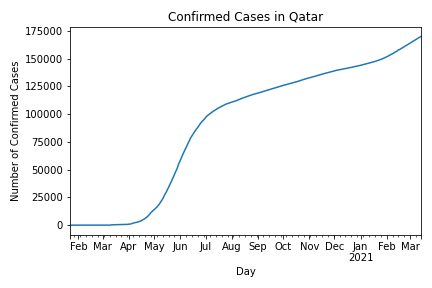 Confirmed Cases in Qatar
175000
150000
125000
100000
75000
50000
25000
0
Number of Confirmed Cases
Feb Mar Apr May Jun Jul Aug Sep Oct Nov Dec Jan Feb Mar
2021
Day